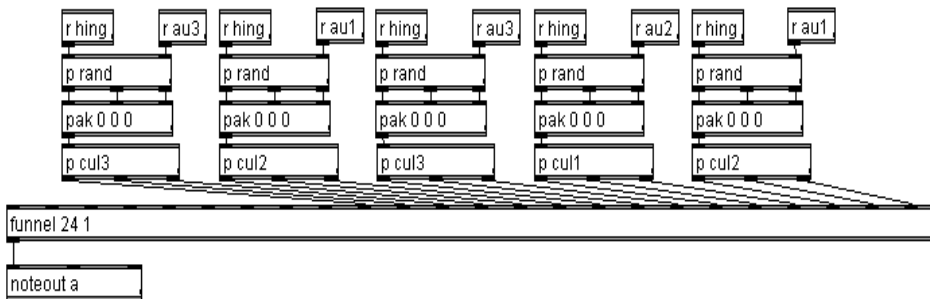 r hing r au3 r hing r au1 r hing r au3 r hing r au2 r hing r au1
p rand p rand p rand p rand p rand
pak 0 0 0 pak 0 0 0 pak 0 0 0 pak 0 0 0 pak 0 0 0
p cul3 p cul2 p cul3 p cul1 p cul2
funnel 24 1
noteout a